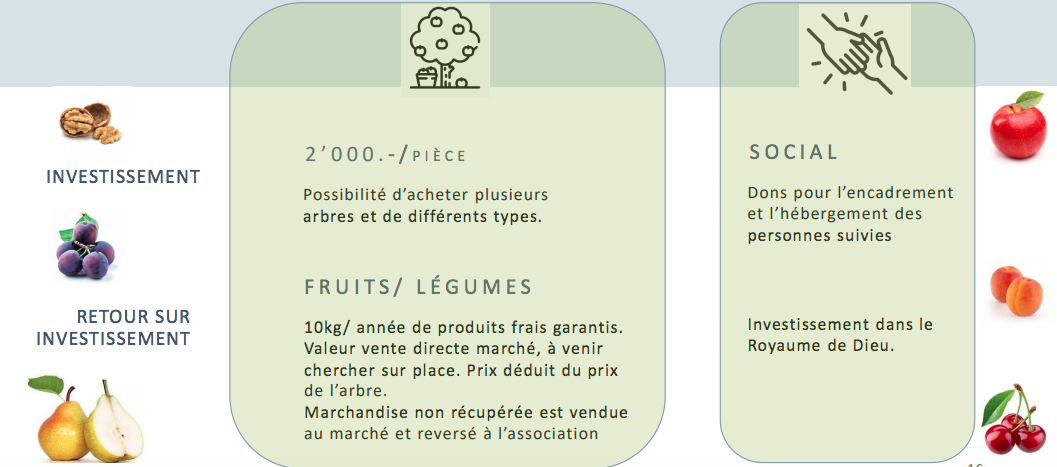 INVESTISSEMENT
RETOUR SUR
INVESTISSEMENT
2’000.-/PIÈCE
Possibilité d’acheter plusieurs
arbres et de différents types.
FRUITS/ LÉGUMES
10kg/ année de produits frais garantis.
Valeur vente directe marché, à venir
chercher sur place. Prix déduit du prix
de l’arbre.
Marchandise non récupérée est vendue
au marché et reversé à l’association
SOCIAL
Dons pour l’encadrement
et l’hébergement des
personnes suivies
Investissement dans le
Royaume de Dieu.